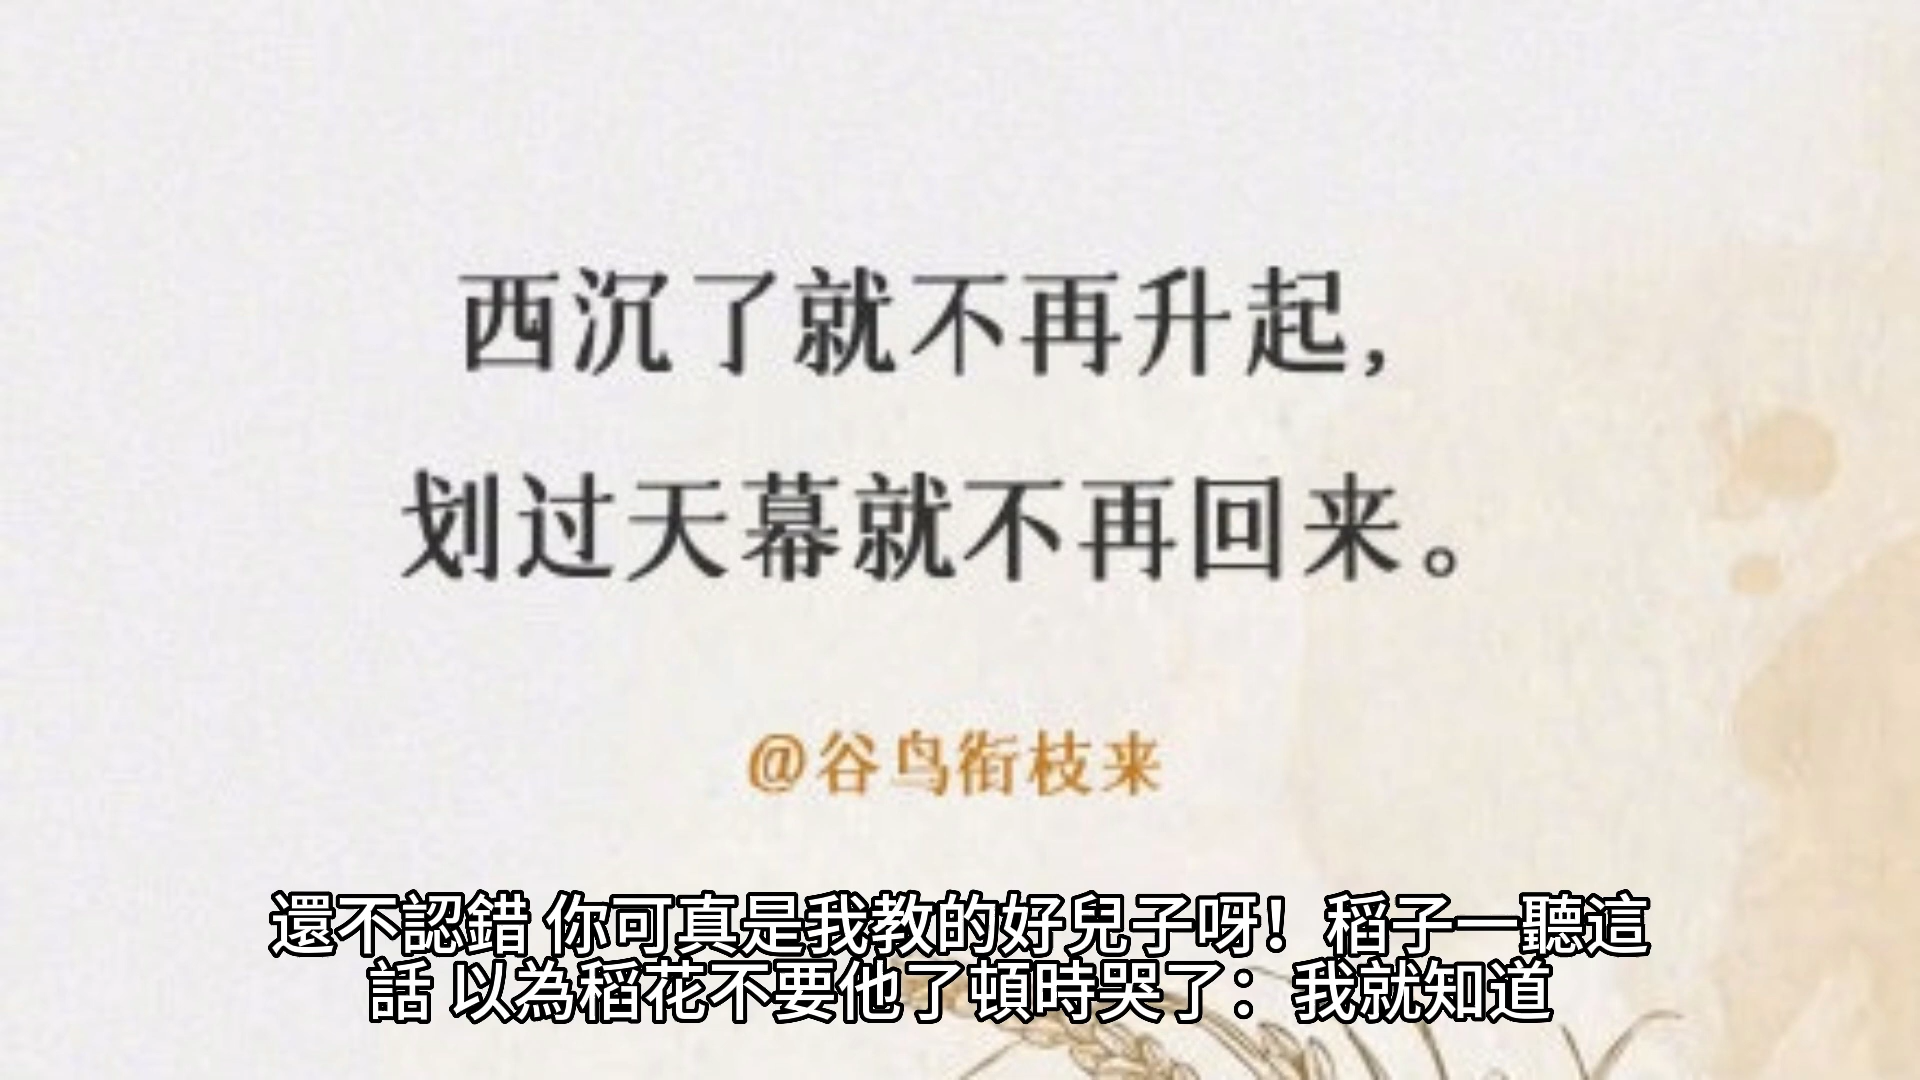 西沉了就不再升起，
划过天幕就不再回来。
@谷鸟衔枝来
還不認錯 你可真是我教的好兒子呀！稻子一聽這
話 以為稻花不要他了頓時哭了：我就知道